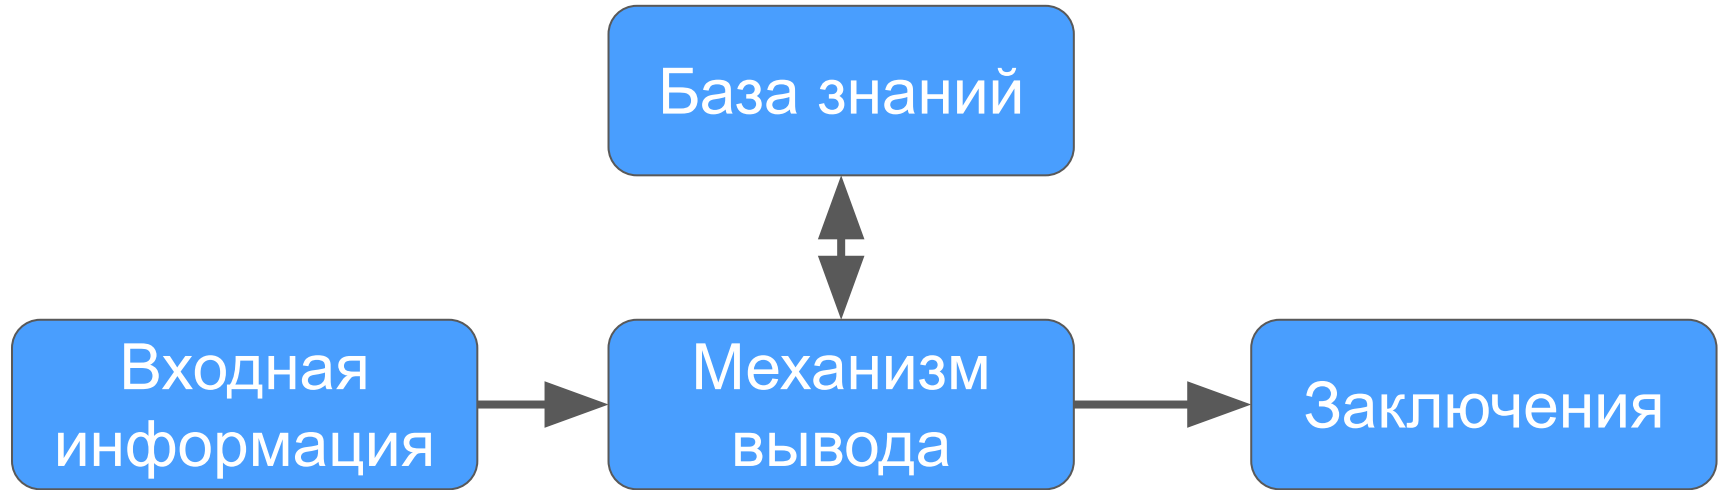 База знаний
Входная
информация
Механизм
вывода
Заключения